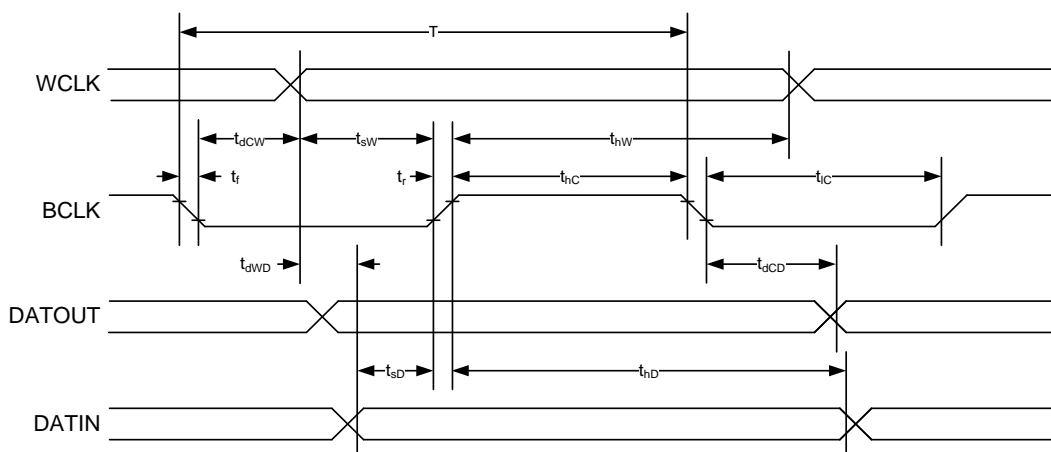 T
WCLK
tdCW
tsW
thW
tf
tr
thC
tlC
BCLK
tdWD
tdCD
DATOUT
tsD
thD
DATIN